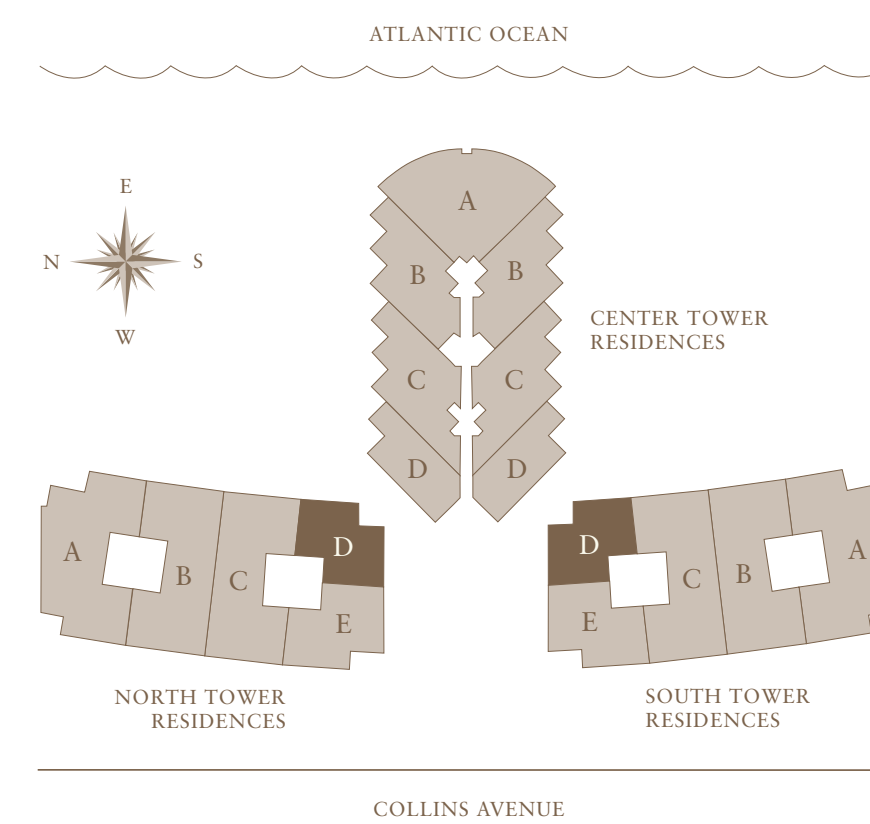 ATLANTIC OCEAN
E
N
S
W
A
B
B
CENTER TOWER
RESIDENCES
C
C
D
D
A
B
C
D
E
D
E
C
B
A
NORTH TOWER
RESIDENCES
SOUTH TOWER
RESIDENCES
COLLINS AVENUE